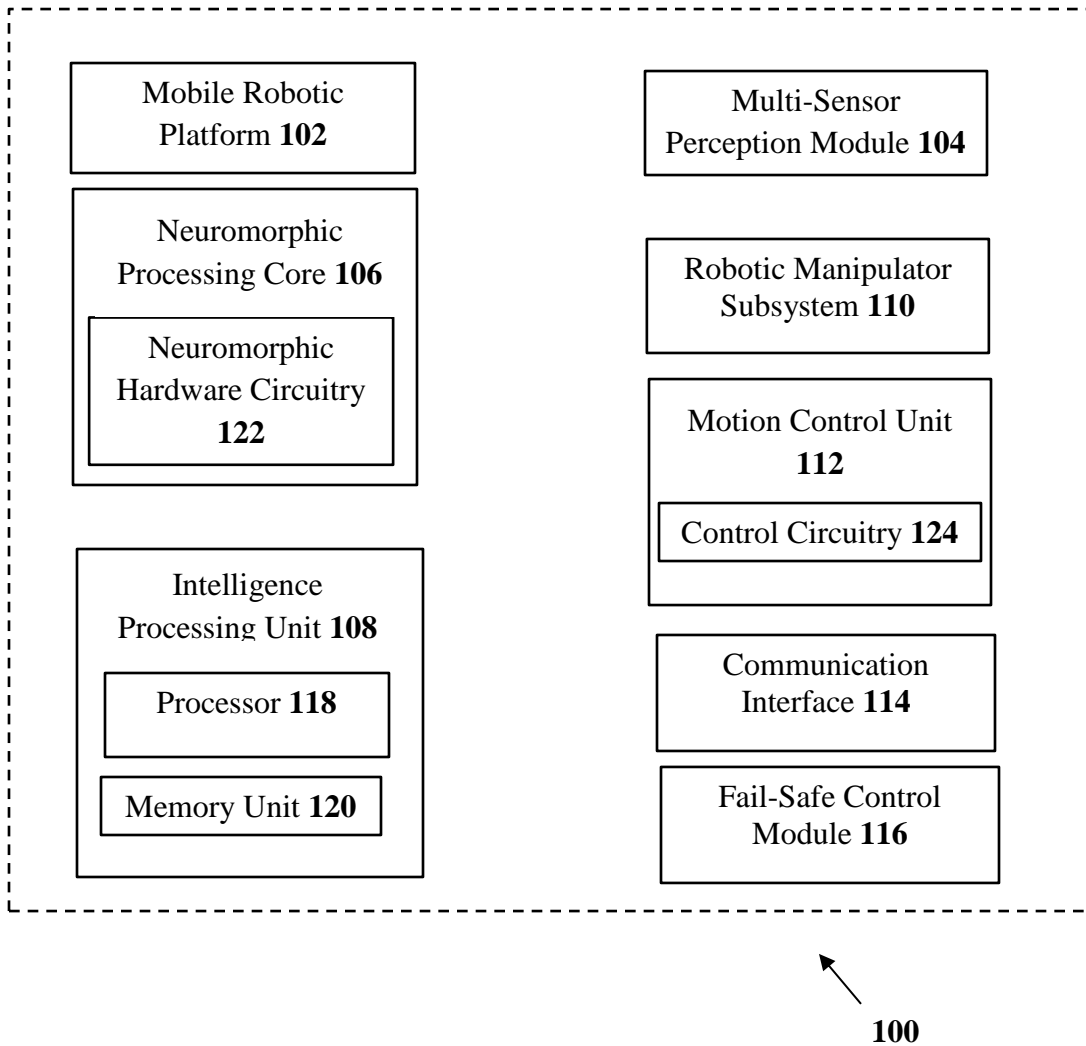 Mobile Robotic
Platform 102
Neuromorphic
Processing Core 106
Neuromorphic
Hardware Circuitry
122
Intelligence
Processing Unit 108
Processor 118
Memory Unit 120
Multi-Sensor
Perception Module 104
Robotic Manipulator
Subsystem 110
Motion Control Unit
112
Control Circuitry 124
Communication
Interface 114
Fail-Safe Control
Module 116
100